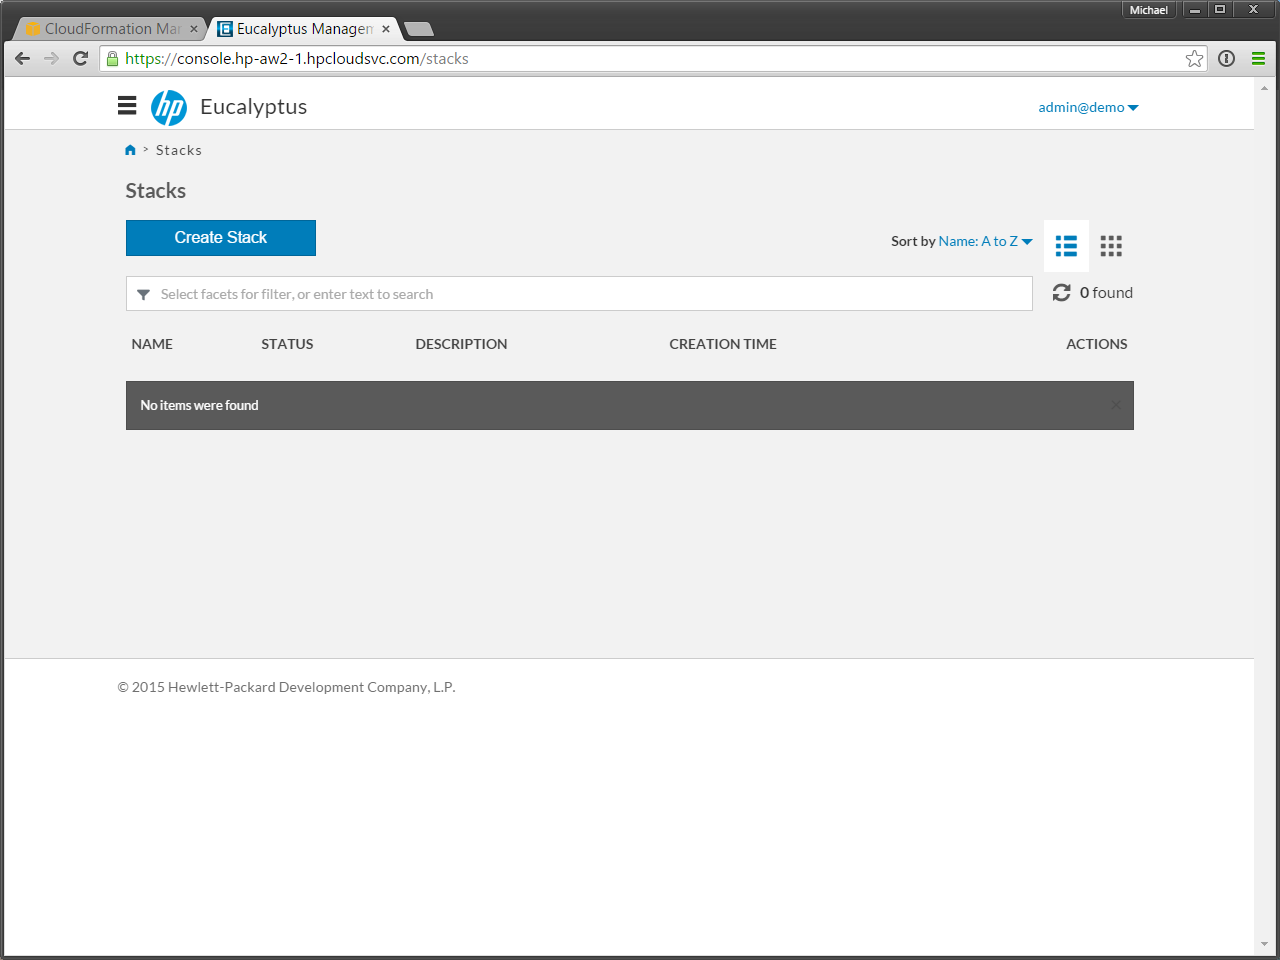 Michael
CloudFormation Mar
Eucalyptus Managem
https://console.hp-aw2-1.hpcloudsvc.com/stacks
hp Eucalyptus
admin@demo
> Stacks
Stacks
Create Stack
Sort by Name: A to Z
Select facets for filter, or enter text to search
0 found
NAME STATUS DESCRIPTION CREATION TIME ACTIONS
No items were found
© 2015 Hewlett-Packard Development Company, L.P.